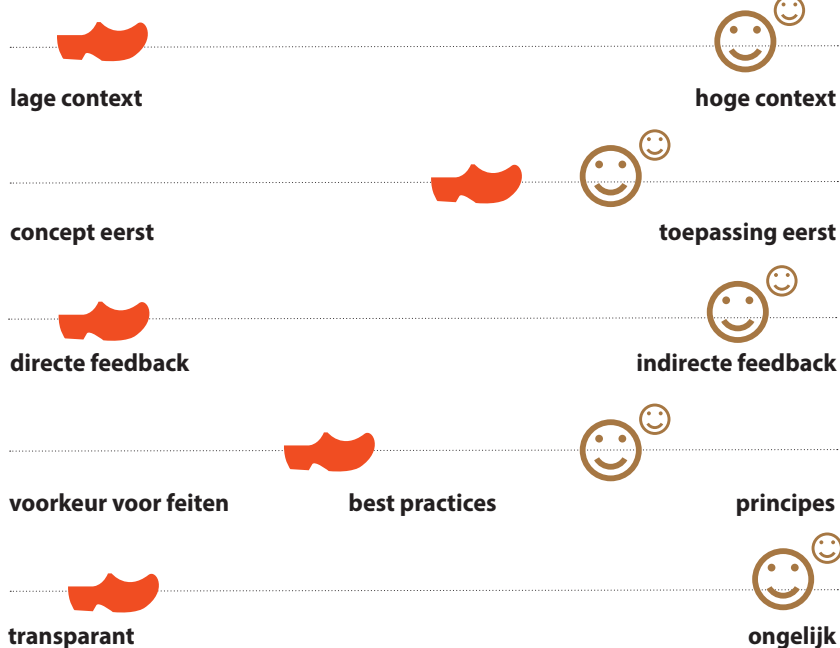 lage context hoge context
concept eerst toepassing eerst
directe feedback indirecte feedback
voorkeur voor feiten best practices principes
transparant ongelijk